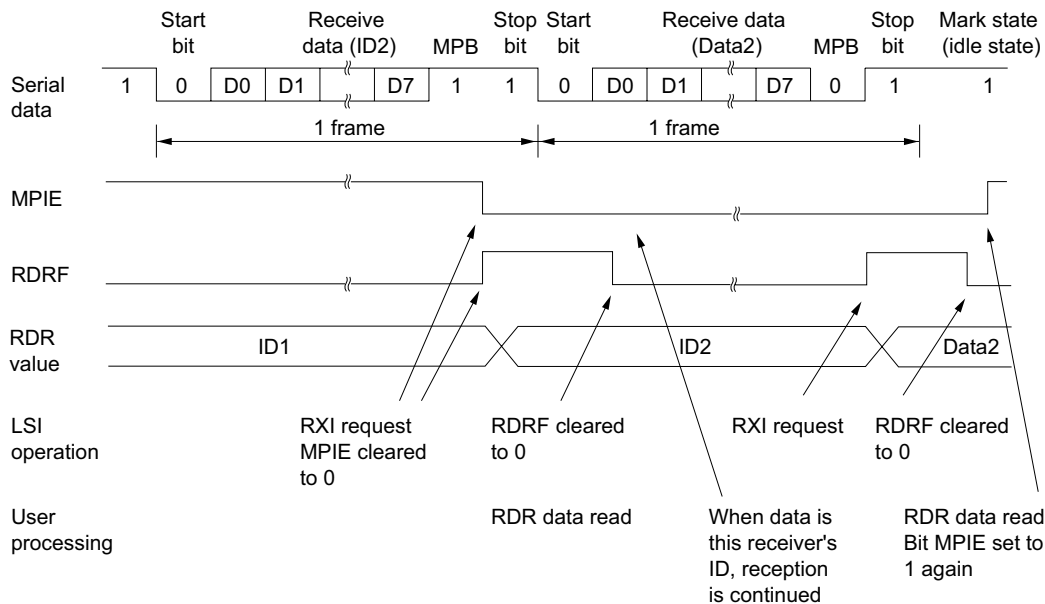 Start bit
Receive data (ID2)
MPB
Stop bit
Start bit
Receive data (Data2)
MPB
Stop bit
Mark state (idle state)
Serial data
1 0 D0 D1 D7 1 1 0 D0 D1 D7 0 1 1
1 frame
1 frame
MPIE
RDRF
RDR value
ID1
ID2
Data2
LSI operation
RXI request
MPIE cleared
to 0
RDRF cleared
to 0
RXI request
RDRF cleared
to 0
User processing
RDR data read
When data is
this receiver's
ID, reception
is continued
RDR data read
Bit MPIE set to
1 again